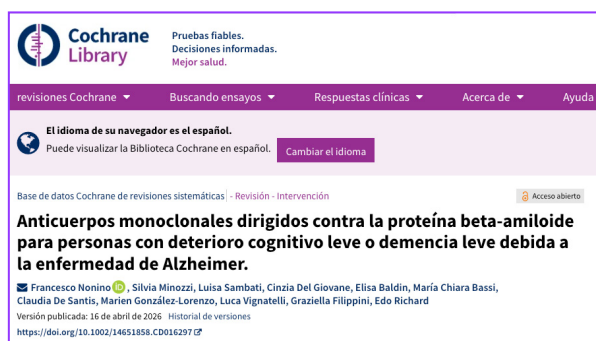 Cochrane
Library
Pruebas fiables.
Decisiones informadas.
Mejor salud.
revisiones Cochrane
Buscando ensayos
Respuestas clínicas
Acerca de
Ayuda
El idioma de su navegador es el español.
Puede visualizar la Biblioteca Cochrane en español.
Cambiar el idioma
Base de datos Cochrane de revisiones sistemáticas - Revisión - Intervención
Acceso abierto
Anticuerpos monoclonales dirigidos contra la proteína beta-amiloide
para personas con deterioro cognitivo leve o demencia leve debida a
la enfermedad de Alzheimer.
Francesco Nonino iD, Silvia Minozzi, Luisa Sambati, Cinzia Del Giovane, Elisa Baldin, María Chiara Bassi,
Claudia De Santis, Marien González-Lorenzo, Luca Vignatelli, Graziella Filippini, Edo Richard
Versión publicada: 16 de abril de 2026 Historial de versiones
https://doi.org/10.1002/14651858.CD016297